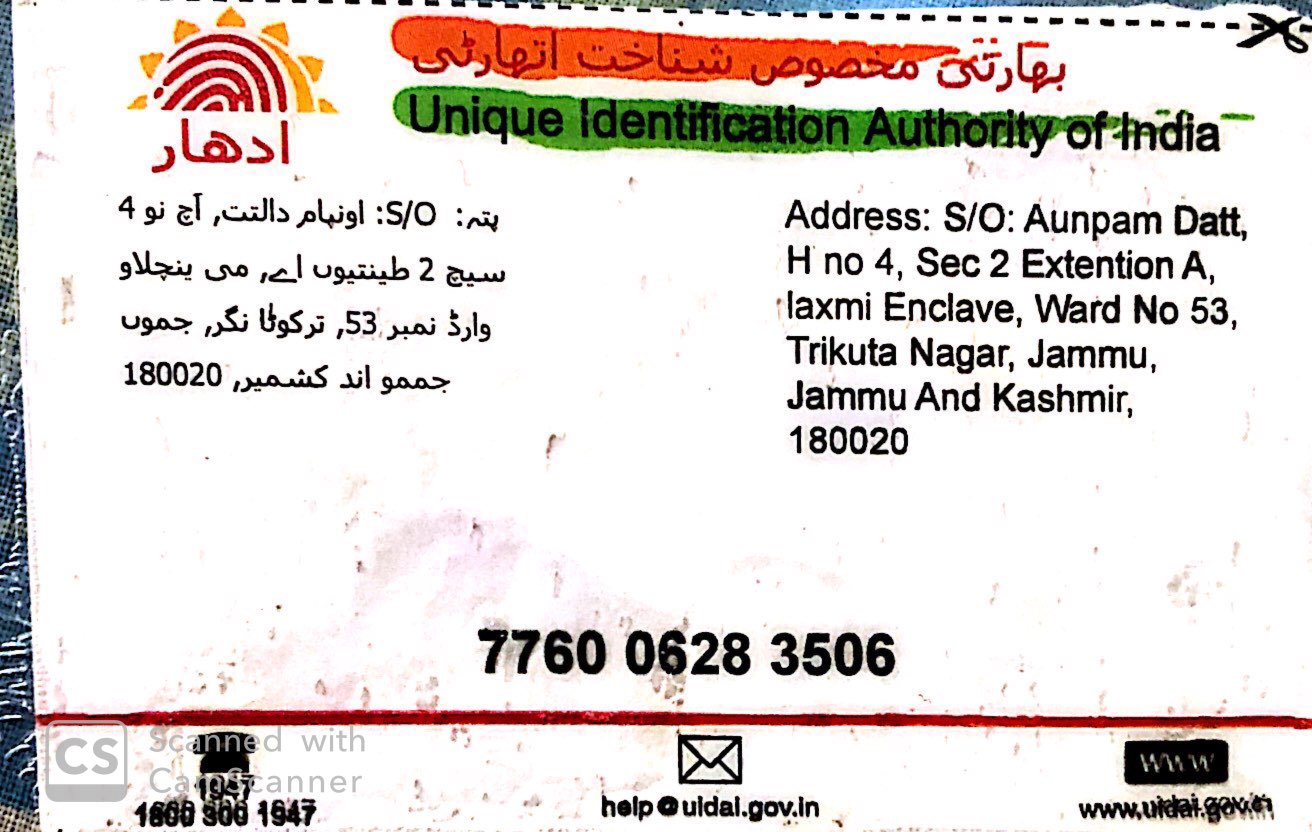 بھارتی مخصوص شناخت اتھارٹی
ادهار
Unique Identification Authority of India
پتہ: S/O: اونپام دالتت, آچ نو 4
سیچ 2 طینتیوں اے, می ینچلاو
وارڈ نمبر 53, ترکوٹا نگر, جموں
جممو اند کشمیر, 180020
Address: S/O: Aunpam Datt,
H no 4, Sec 2 Extention A,
laxmi Enclave, Ward No 53,
Trikuta Nagar, Jammu,
Jammu And Kashmir,
180020
7760 0628 3506
CS Scanned with
CamScanner
1947
1800 300 1947
help@uidai.gov.in
www
www.uidai.gov.in